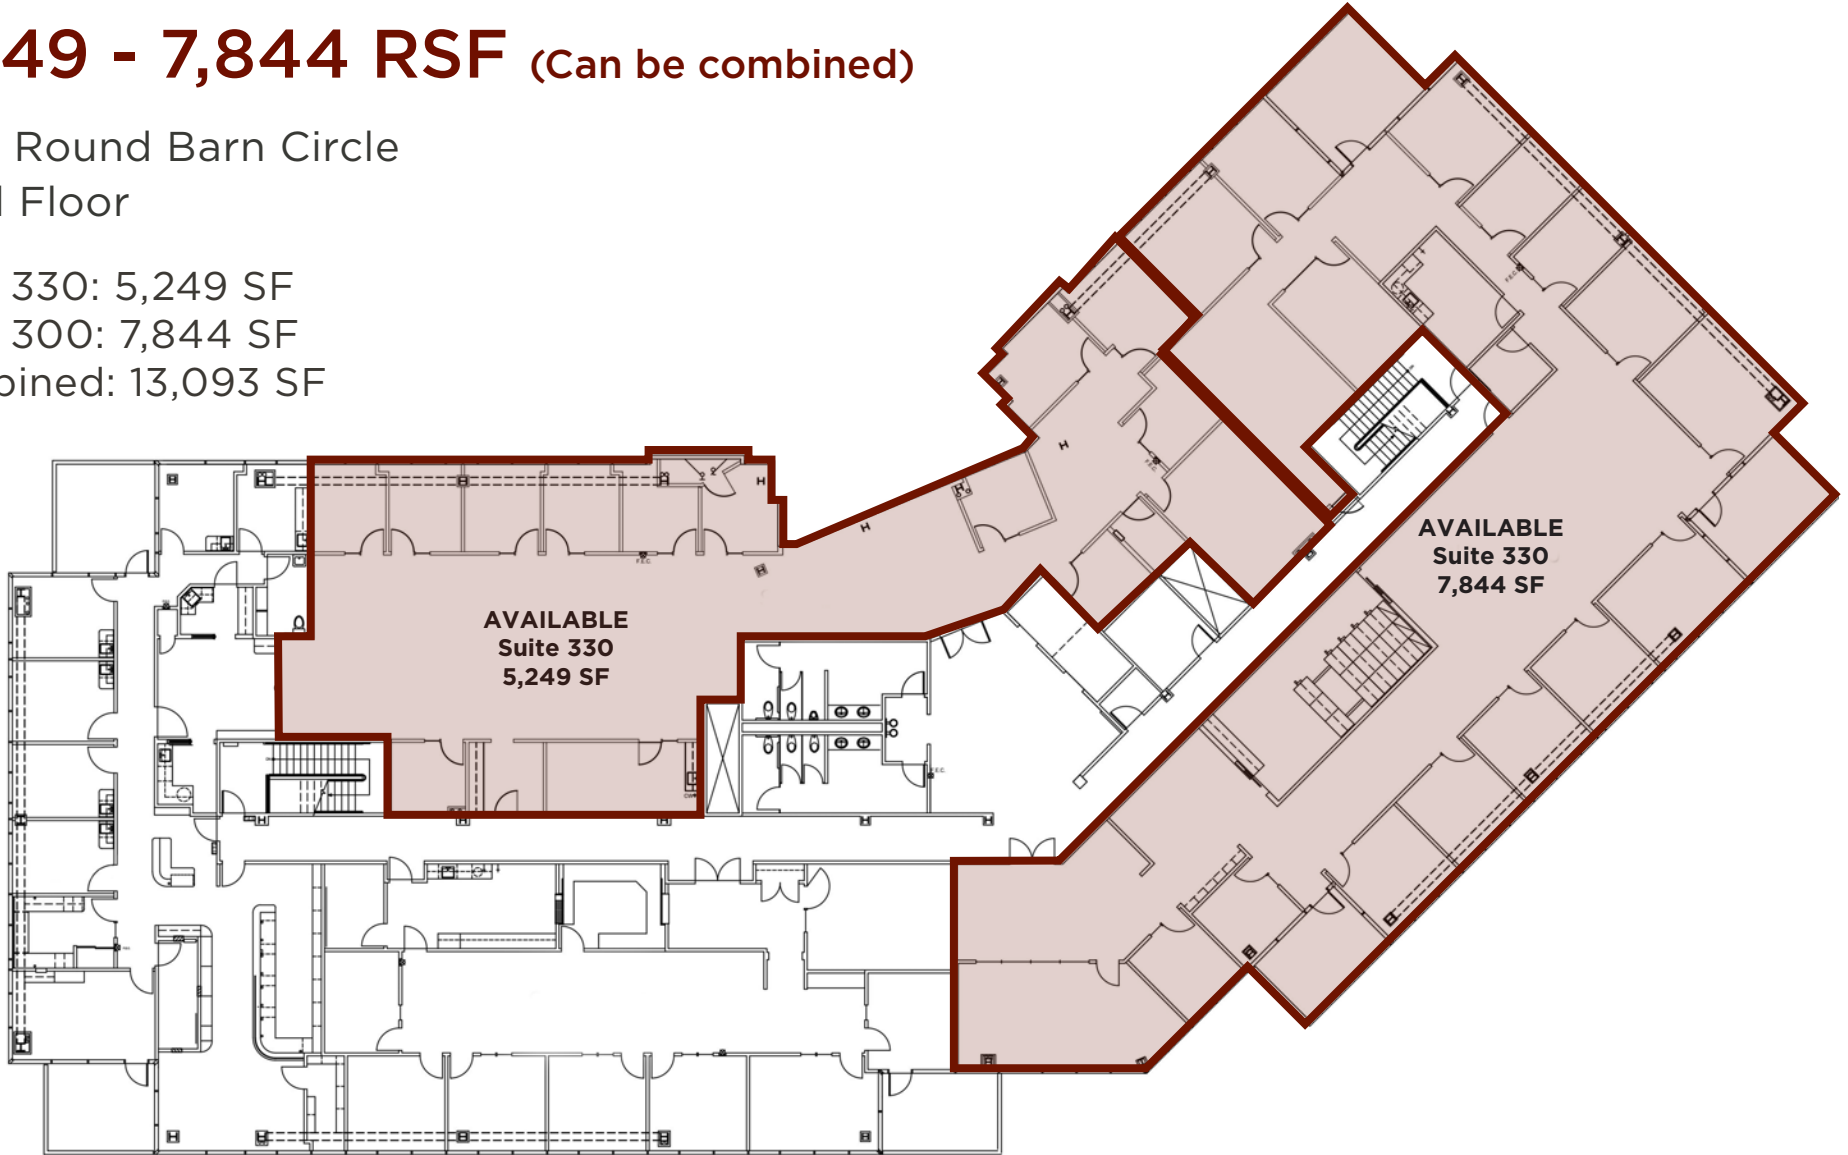 49 - 7,844 RSF (Can be combined)
Round Barn Circle
Floor
330: 5,249 SF
300: 7,844 SF
bined: 13,093 SF
AVAILABLE
Suite 330
7,844 SF
AVAILABLE
Suite 330
5,249 SF
F.E.C.
F.E.C.
F.E.C
F.E.C.